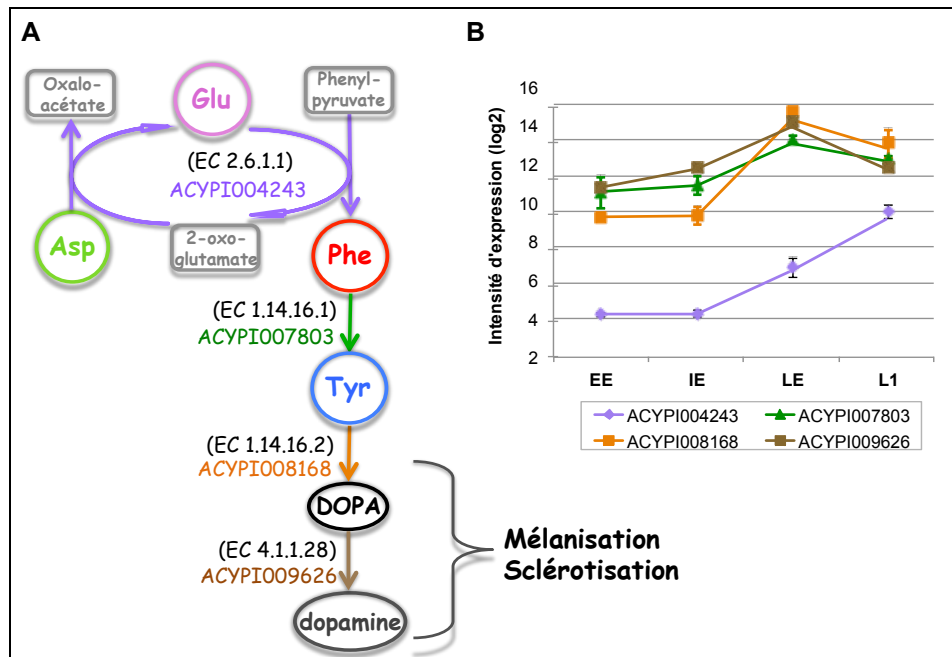 A
Oxalo-
acétate
Glu
Phenyl-
pyruvate
(EC 2.6.1.1)
ACYPI004243
Asp
2-oxo-
glutamate
Phe
(EC 1.14.16.1)
ACYPI007803
Tyr
(EC 1.14.16.2)
ACYPI008168
DOPA
(EC 4.1.1.28)
ACYPI009626
dopamine
Mélanisation
Sclérotisation
B
Intensité d'expression (log2)
16
14
12
10
8
6
4
2
EE IE LE L1
ACYPI004243 ACYPI007803
ACYPI008168 ACYPI009626